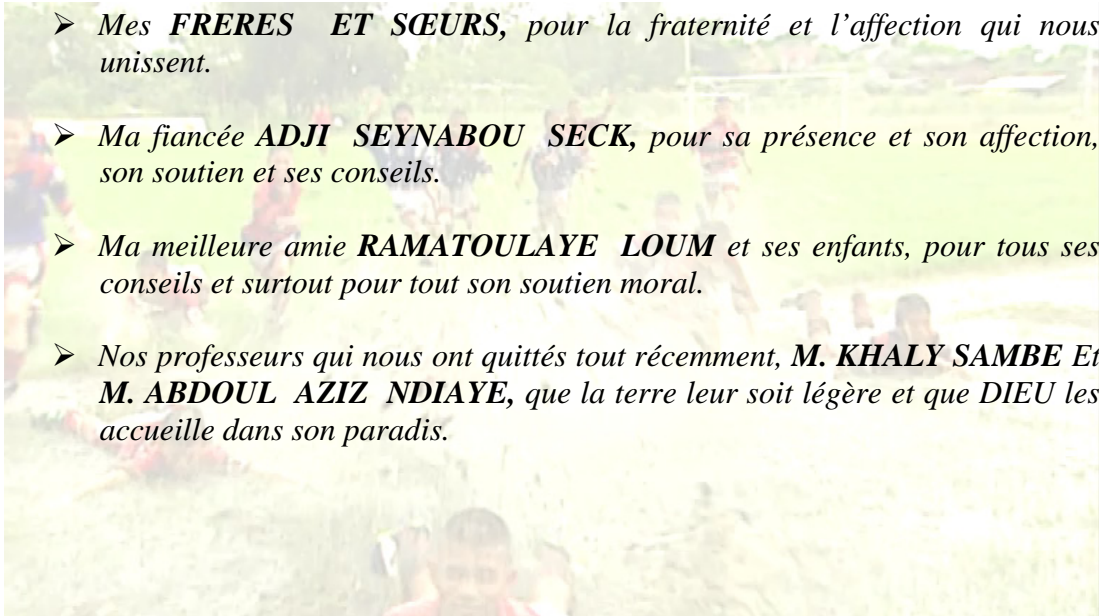 ➢ Mes FRERES ET SŒURS, pour la fraternité et l’affection qui nous
unissent.
➢ Ma fiancée ADJI SEYNABOU SECK, pour sa présence et son affection,
son soutien et ses conseils.
➢ Ma meilleure amie RAMATOULAYE LOUM et ses enfants, pour tous ses
conseils et surtout pour tout son soutien moral.
➢ Nos professeurs qui nous ont quittés tout récemment, M. KHALY SAMBE Et
M. ABDOUL AZIZ NDIAYE, que la terre leur soit légère et que DIEU les
accueille dans son paradis.